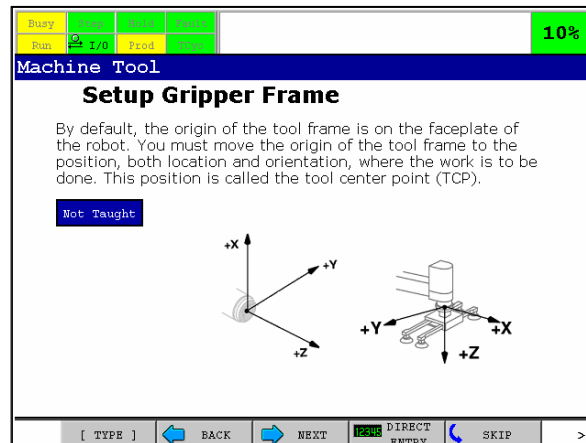 Busy Step Hold Fault
10%
Run I/O Prod
Machine Tool
Setup Gripper Frame
By default, the origin of the tool frame is on the faceplate of
the robot. You must move the origin of the tool frame to the
position, both location and orientation, where the work is to be
done. This position is called the tool center point (TCP).
Not Taught
+X
+Y
+Z
+Y
+X
+Z
[ TYPE ] BACK NEXT 12345 DIRECT ENTRY SKIP >